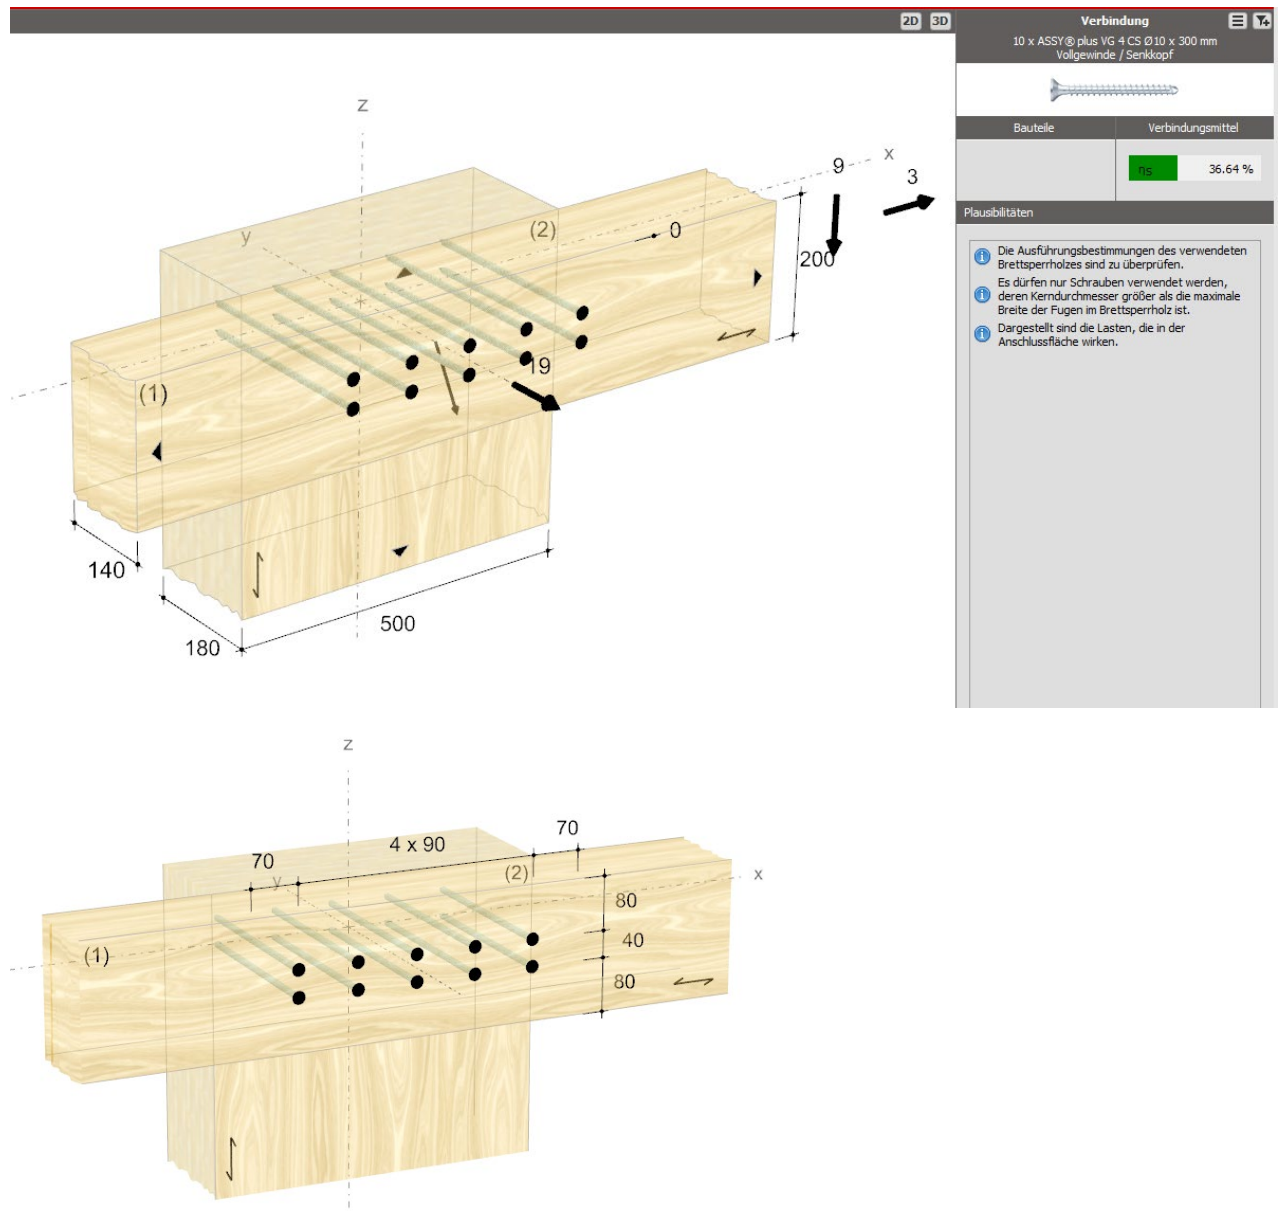 2D 3D
Verbindung
10 x ASSY® plus VG 4 CS Ø10 x 300 mm
Vollgewinde / Senkkopf
Bauteile
Verbindungsmittel
ns
36.64 %
Plausibilitäten
Die Ausführungsbestimmungen des verwendeten
Brettsperrholzes sind zu überprüfen.
Es dürfen nur Schrauben verwendet werden,
deren Kerndurchmesser größer als die maximale
Breite der Fugen im Brettsperrholz ist.
Dargestellt sind die Lasten, die in der
Anschlussfläche wirken.
z
x
9
3
y
(2)
0
200
(1)
19
140
500
180
z
70
4 x 90
70
y
(2)
x
80
40
80
(1)